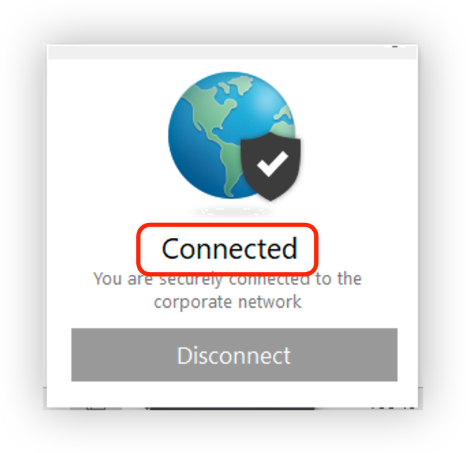 Connected
You are securely connected to the
corporate network
Disconnect